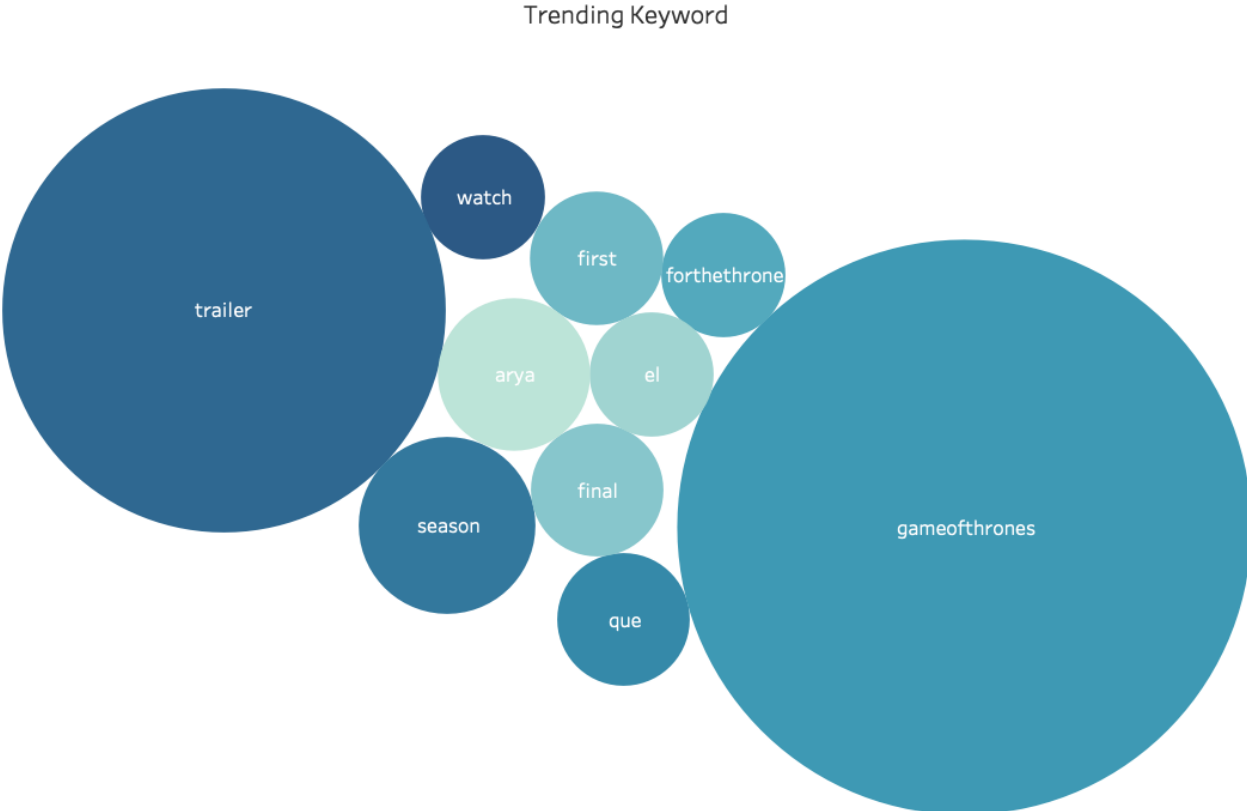 Trending Keyword
watch
first
forthethrone
trailer
arya
el
final
season
gameofthrones
que